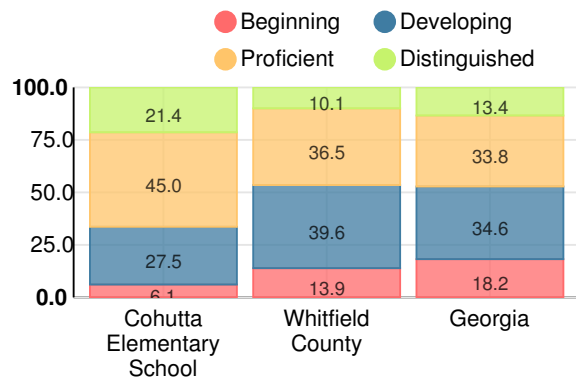 Beginning Developing
Proficient Distinguished
100.0
75.0
50.0
25.0
0.0
21.4 10.1 13.4
45.0 36.5 33.8
27.5 39.6 34.6
6.1 13.9 18.2
Cohutta Elementary School
Whitfield County
Georgia